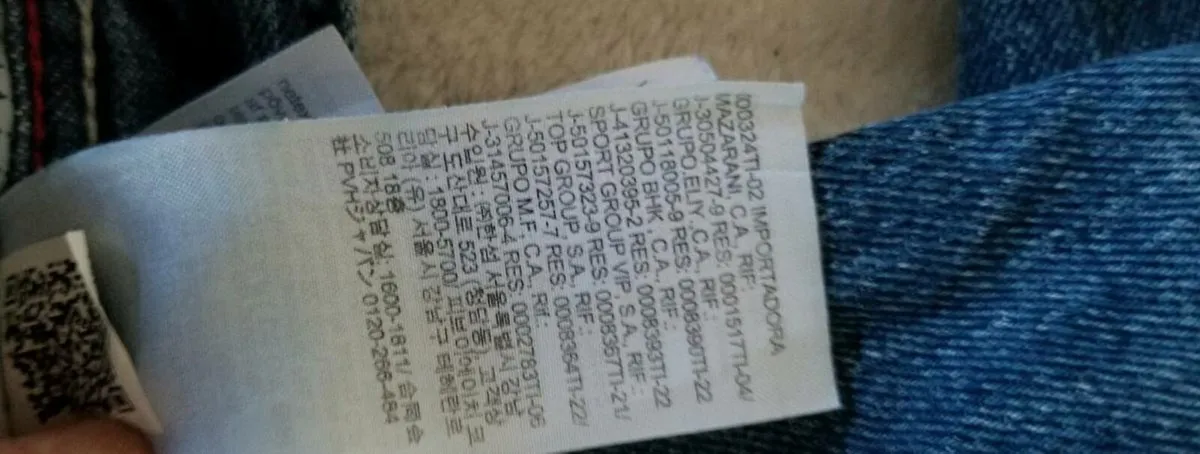 I00324TI-02 IMPORTADORA
MAZARANI, C.A., RIF:
J-30504427-9 RES: 0001517TI-04/
GRUPO ELIY ,C.A., RIF :
J-50118005-9 RES: 0008390TI-22
GRUPO BHK , C.A., RIF :
J-41320395-2 RES: 0008393TI-22
SPORT GROUP VIP , S.A., RIF :
J-50157323-9 RES: 0008367TI-21/
TOP GROUP, S.A., RIF :
J-50157257-7 RES: 0008364TI-22/
GRUPO M.F, C.A., Rif.:
J-31457006-4, RES: 0002783TI-06
수입원: ㈜한섬 서울특별시 강남
구 도산대로 523 (청담동), 고객상
담실 : 1800-5700/ 피브이에이치코
리아 (유) 서울시 강남구 테헤란로
508 18층
소비자상담실: 1600-1811/ 合同会
社 PVHジャパン 0120-266-484